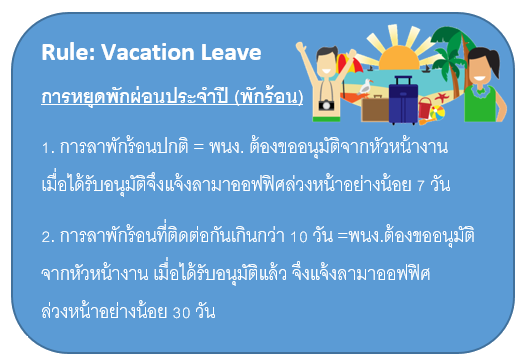 Rule: Vacation Leave
การหยุดพักผ่อนประจำปี (พักร้อน)
1. การลาพักร้อนปกติ = พนง. ต้องขออนุมัติจากหัวหน้างาน
เมื่อได้รับอนุมัติจึงแจ้งลามาออฟฟิศล่วงหน้าอย่างน้อย 7 วัน
2. การลาพักร้อนที่ติดต่อกันเกินกว่า 10 วัน =พนง.ต้องขออนุมัติ
จากหัวหน้างาน เมื่อได้รับอนุมัติแล้ว จึงแจ้งลามาออฟฟิศ
ล่วงหน้าอย่างน้อย 30 วัน